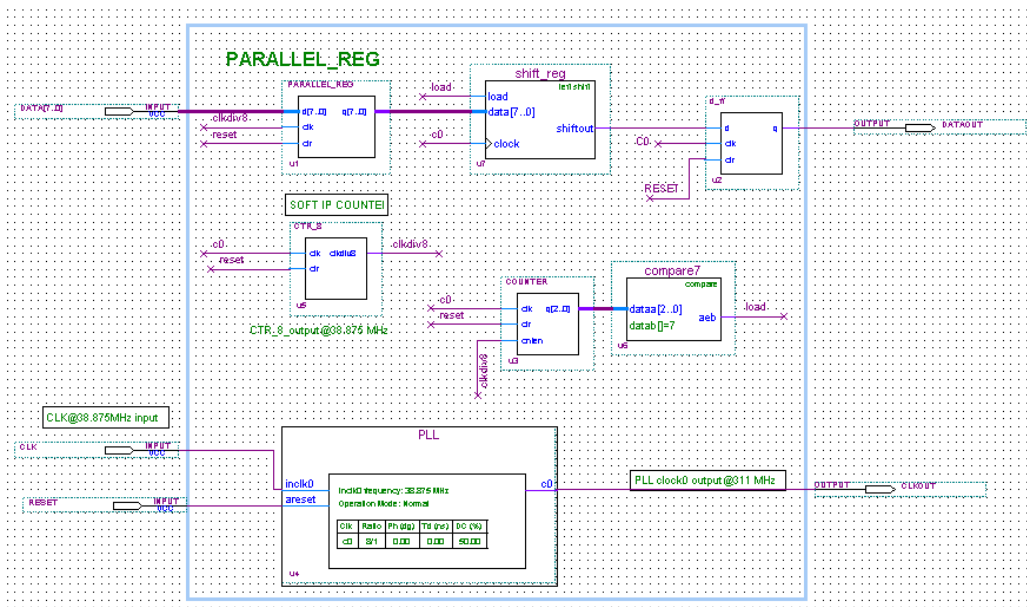 PARALLEL_REG
PARALLEL_REG
d[7..0] q[7..0]
clk
clr
u1
DATA[7..0]
INPUT
VCC
clkdiv8
reset
shift_reg
left shift
load
load
data[7..0]
shiftout
c0
clock
u7
d_ff
d q
clk
clr
u2
C0
RESET
OUTPUT
DATAOUT
SOFT IP COUNTE
CTR_8
c0
reset
clk clkdiv8
clr
u5
clkdiv8
CTR_8_output@38.875 MHz
COUNTER
c0
reset
clk q[2..0]
clr
cnten
u3
clkdiv8
compare7
compare
dataa[2..0]
datab[]=7
aeb
u6
load
CLK@38.875MHz input
CLK
INPUT
VCC
RESET
INPUT
VCC
PLL
inclk0
areset
c0
Inclk0 frequency: 38.875 MHz
Operation Mode: Normal
Clk Ratio Ph (dg) Td (ns) DC (%)
c0 8/1 0.00 0.00 50.00
u4
PLL clock0 output@311 MHz
OUTPUT
CLKOUT